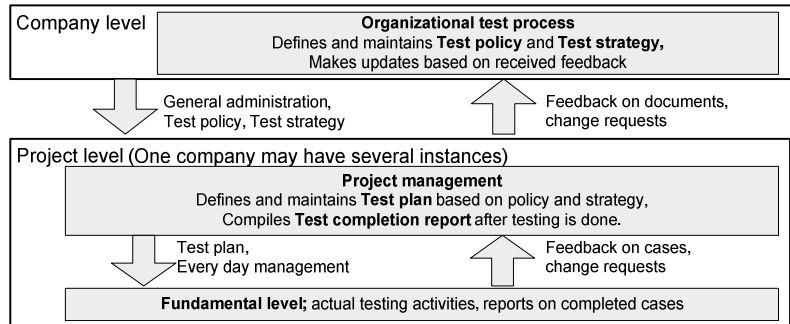 Company level
Organizational test process
Defines and maintains Test policy and Test strategy,
Makes updates based on received feedback
General administration,
Test policy, Test strategy
Feedback on documents,
change requests
Project level (One company may have several instances)
Project management
Defines and maintains Test plan based on policy and strategy,
Compiles Test completion report after testing is done.
Test plan,
Every day management
Feedback on cases,
change requests
Fundamental level; actual testing activities, reports on completed cases